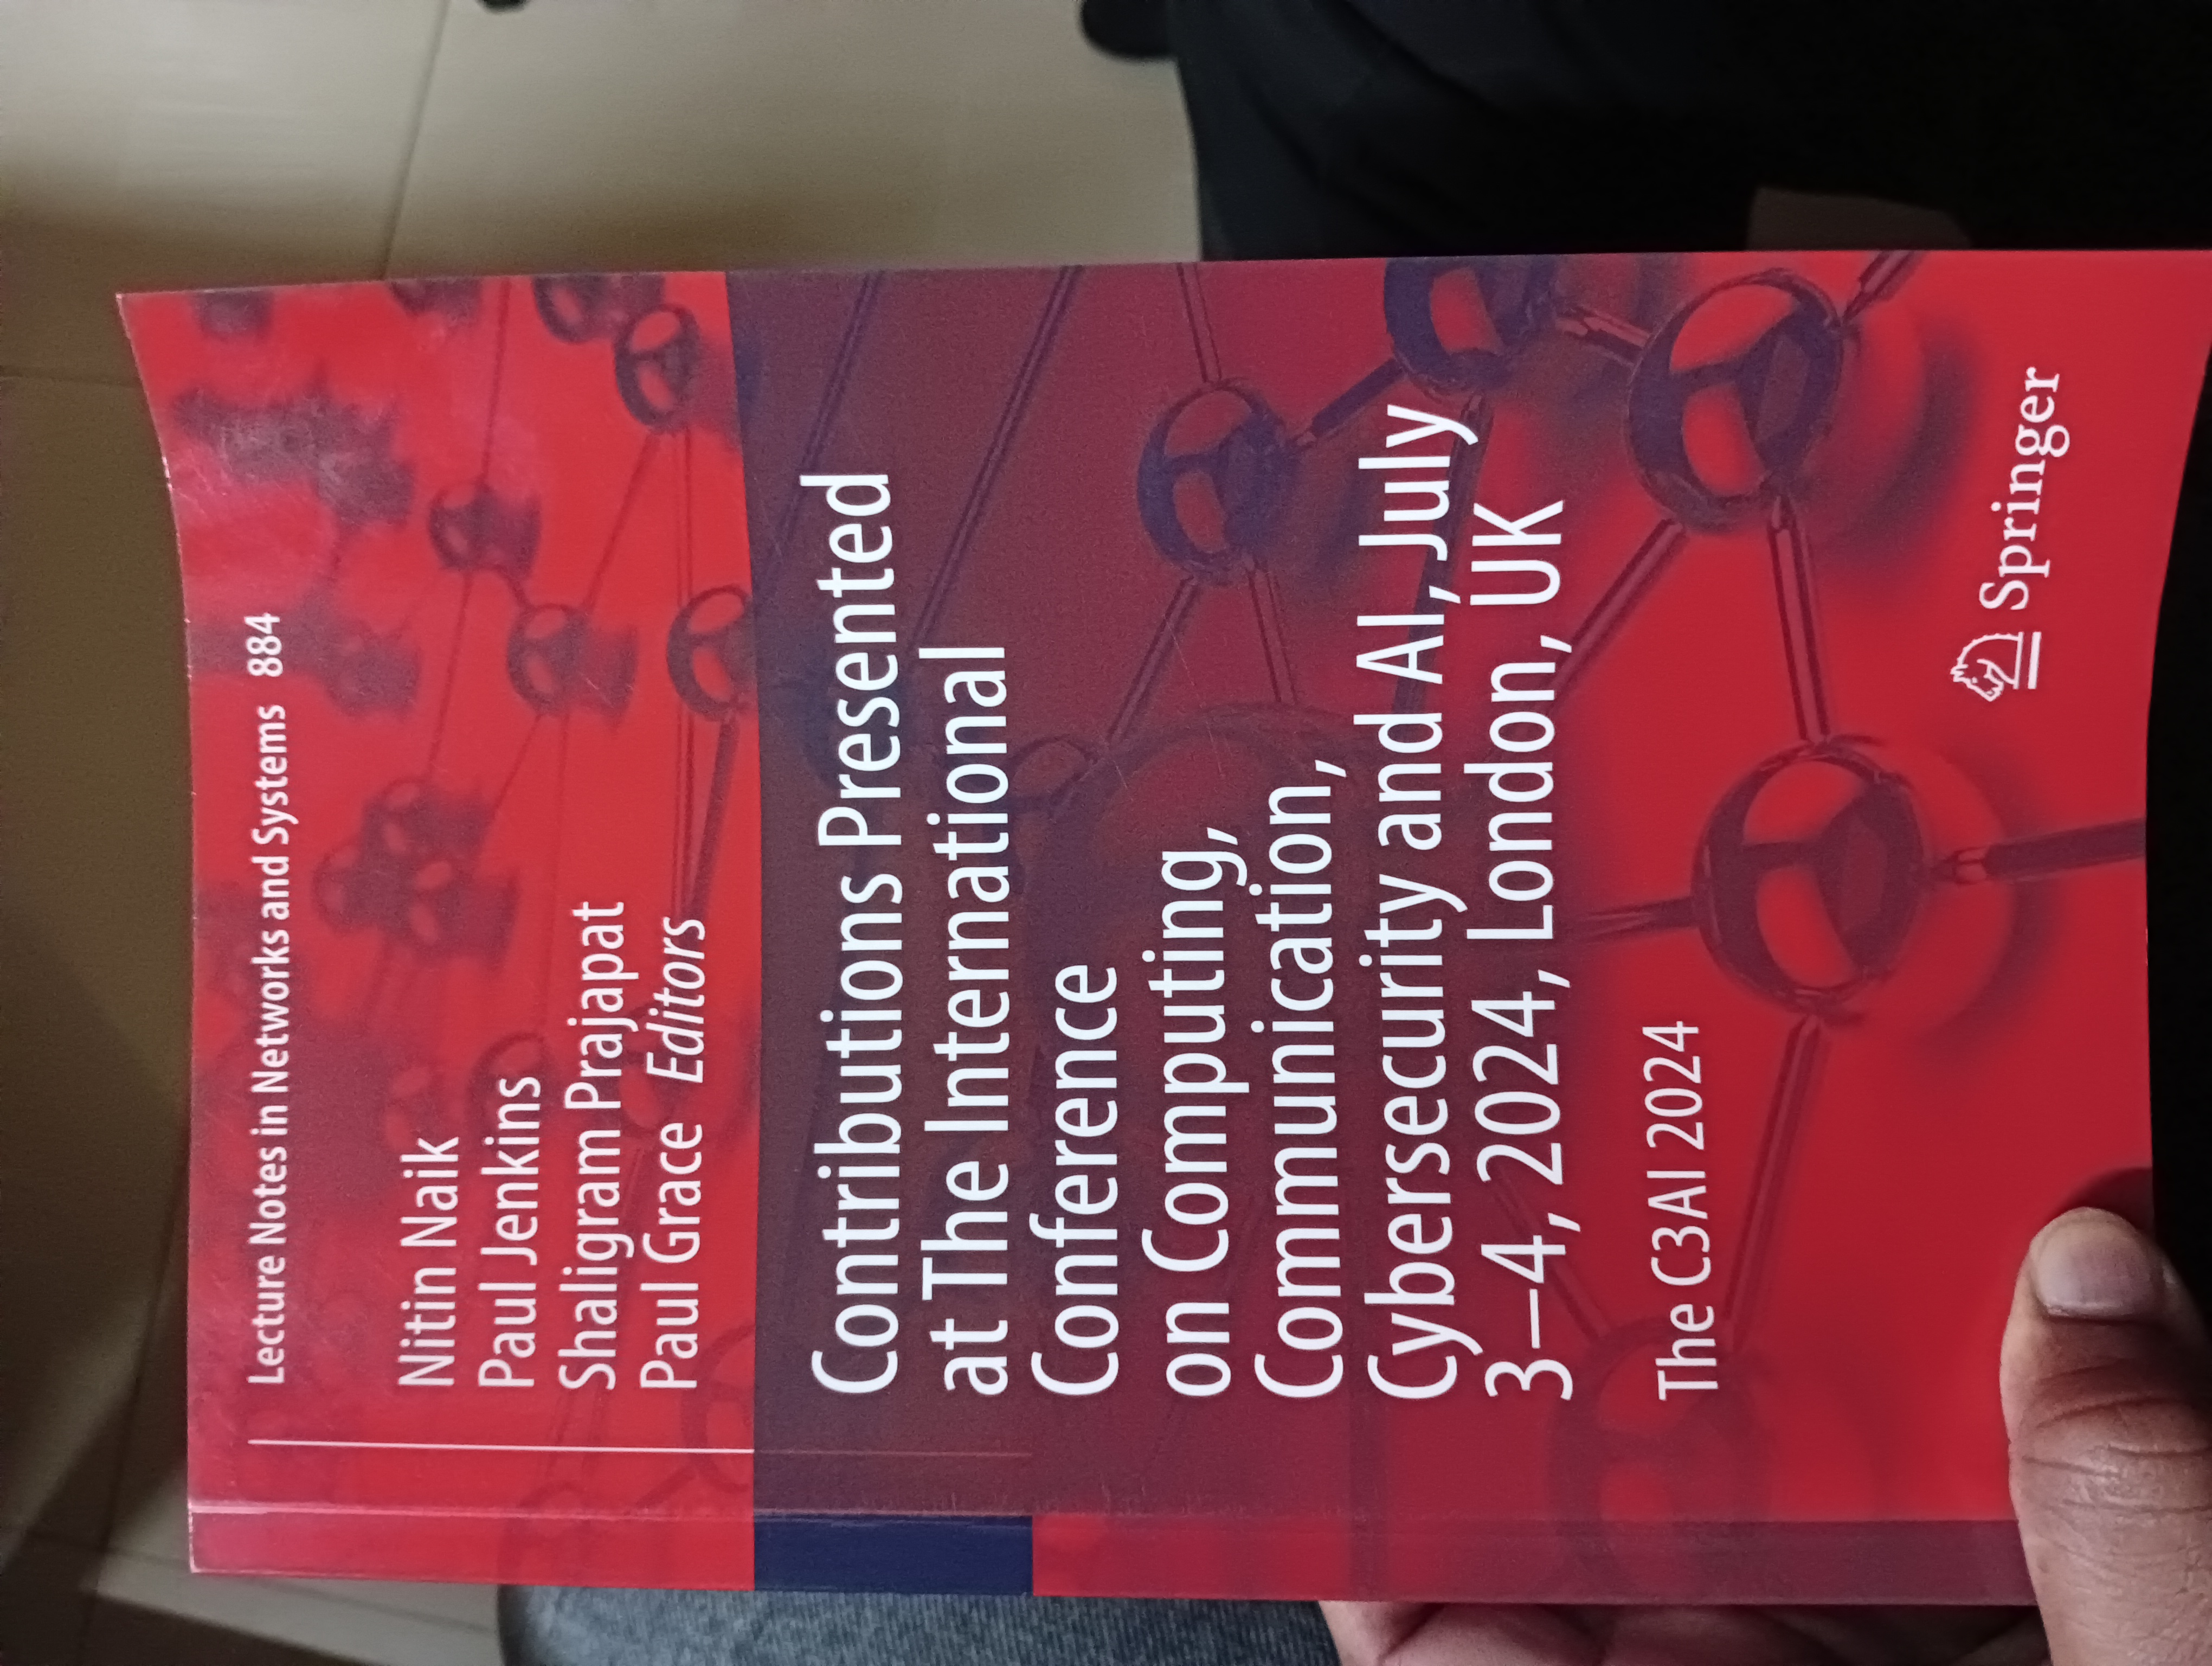 Lecture Notes in Networks and Systems 884
Nitin Naik
Paul Jenkins
Shaligram Prajapat
Paul Grace Editors
Contributions Presented
at The International
Conference
on Computing,
Communication,
Cybersecurity and AI, July
3–4, 2024, London, UK
The C3AI 2024
Springer